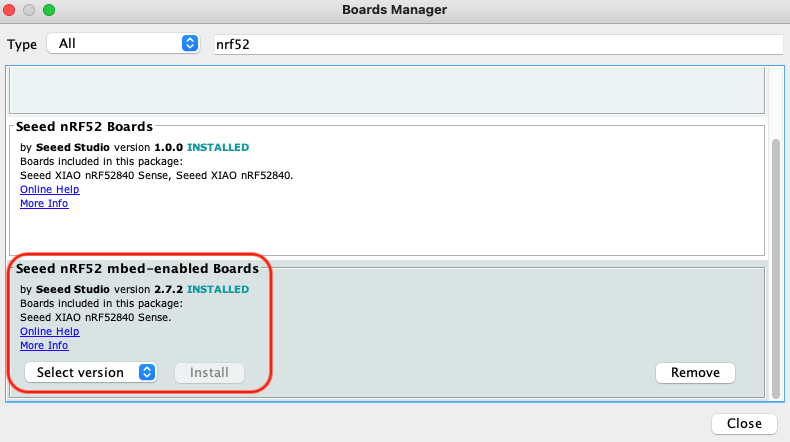 Boards Manager
Type All nrf52
Seeed nRF52 Boards
by Seeed Studio version 1.0.0 INSTALLED
Boards included in this package:
Seeed XIAO nRF52840 Sense, Seeed XIAO nRF52840.
Online Help
More Info
Seeed nRF52 mbed-enabled Boards
by Seeed Studio version 2.7.2 INSTALLED
Boards included in this package:
Seeed XIAO nRF52840 Sense.
Online Help
More Info
Select version Install Remove
Close